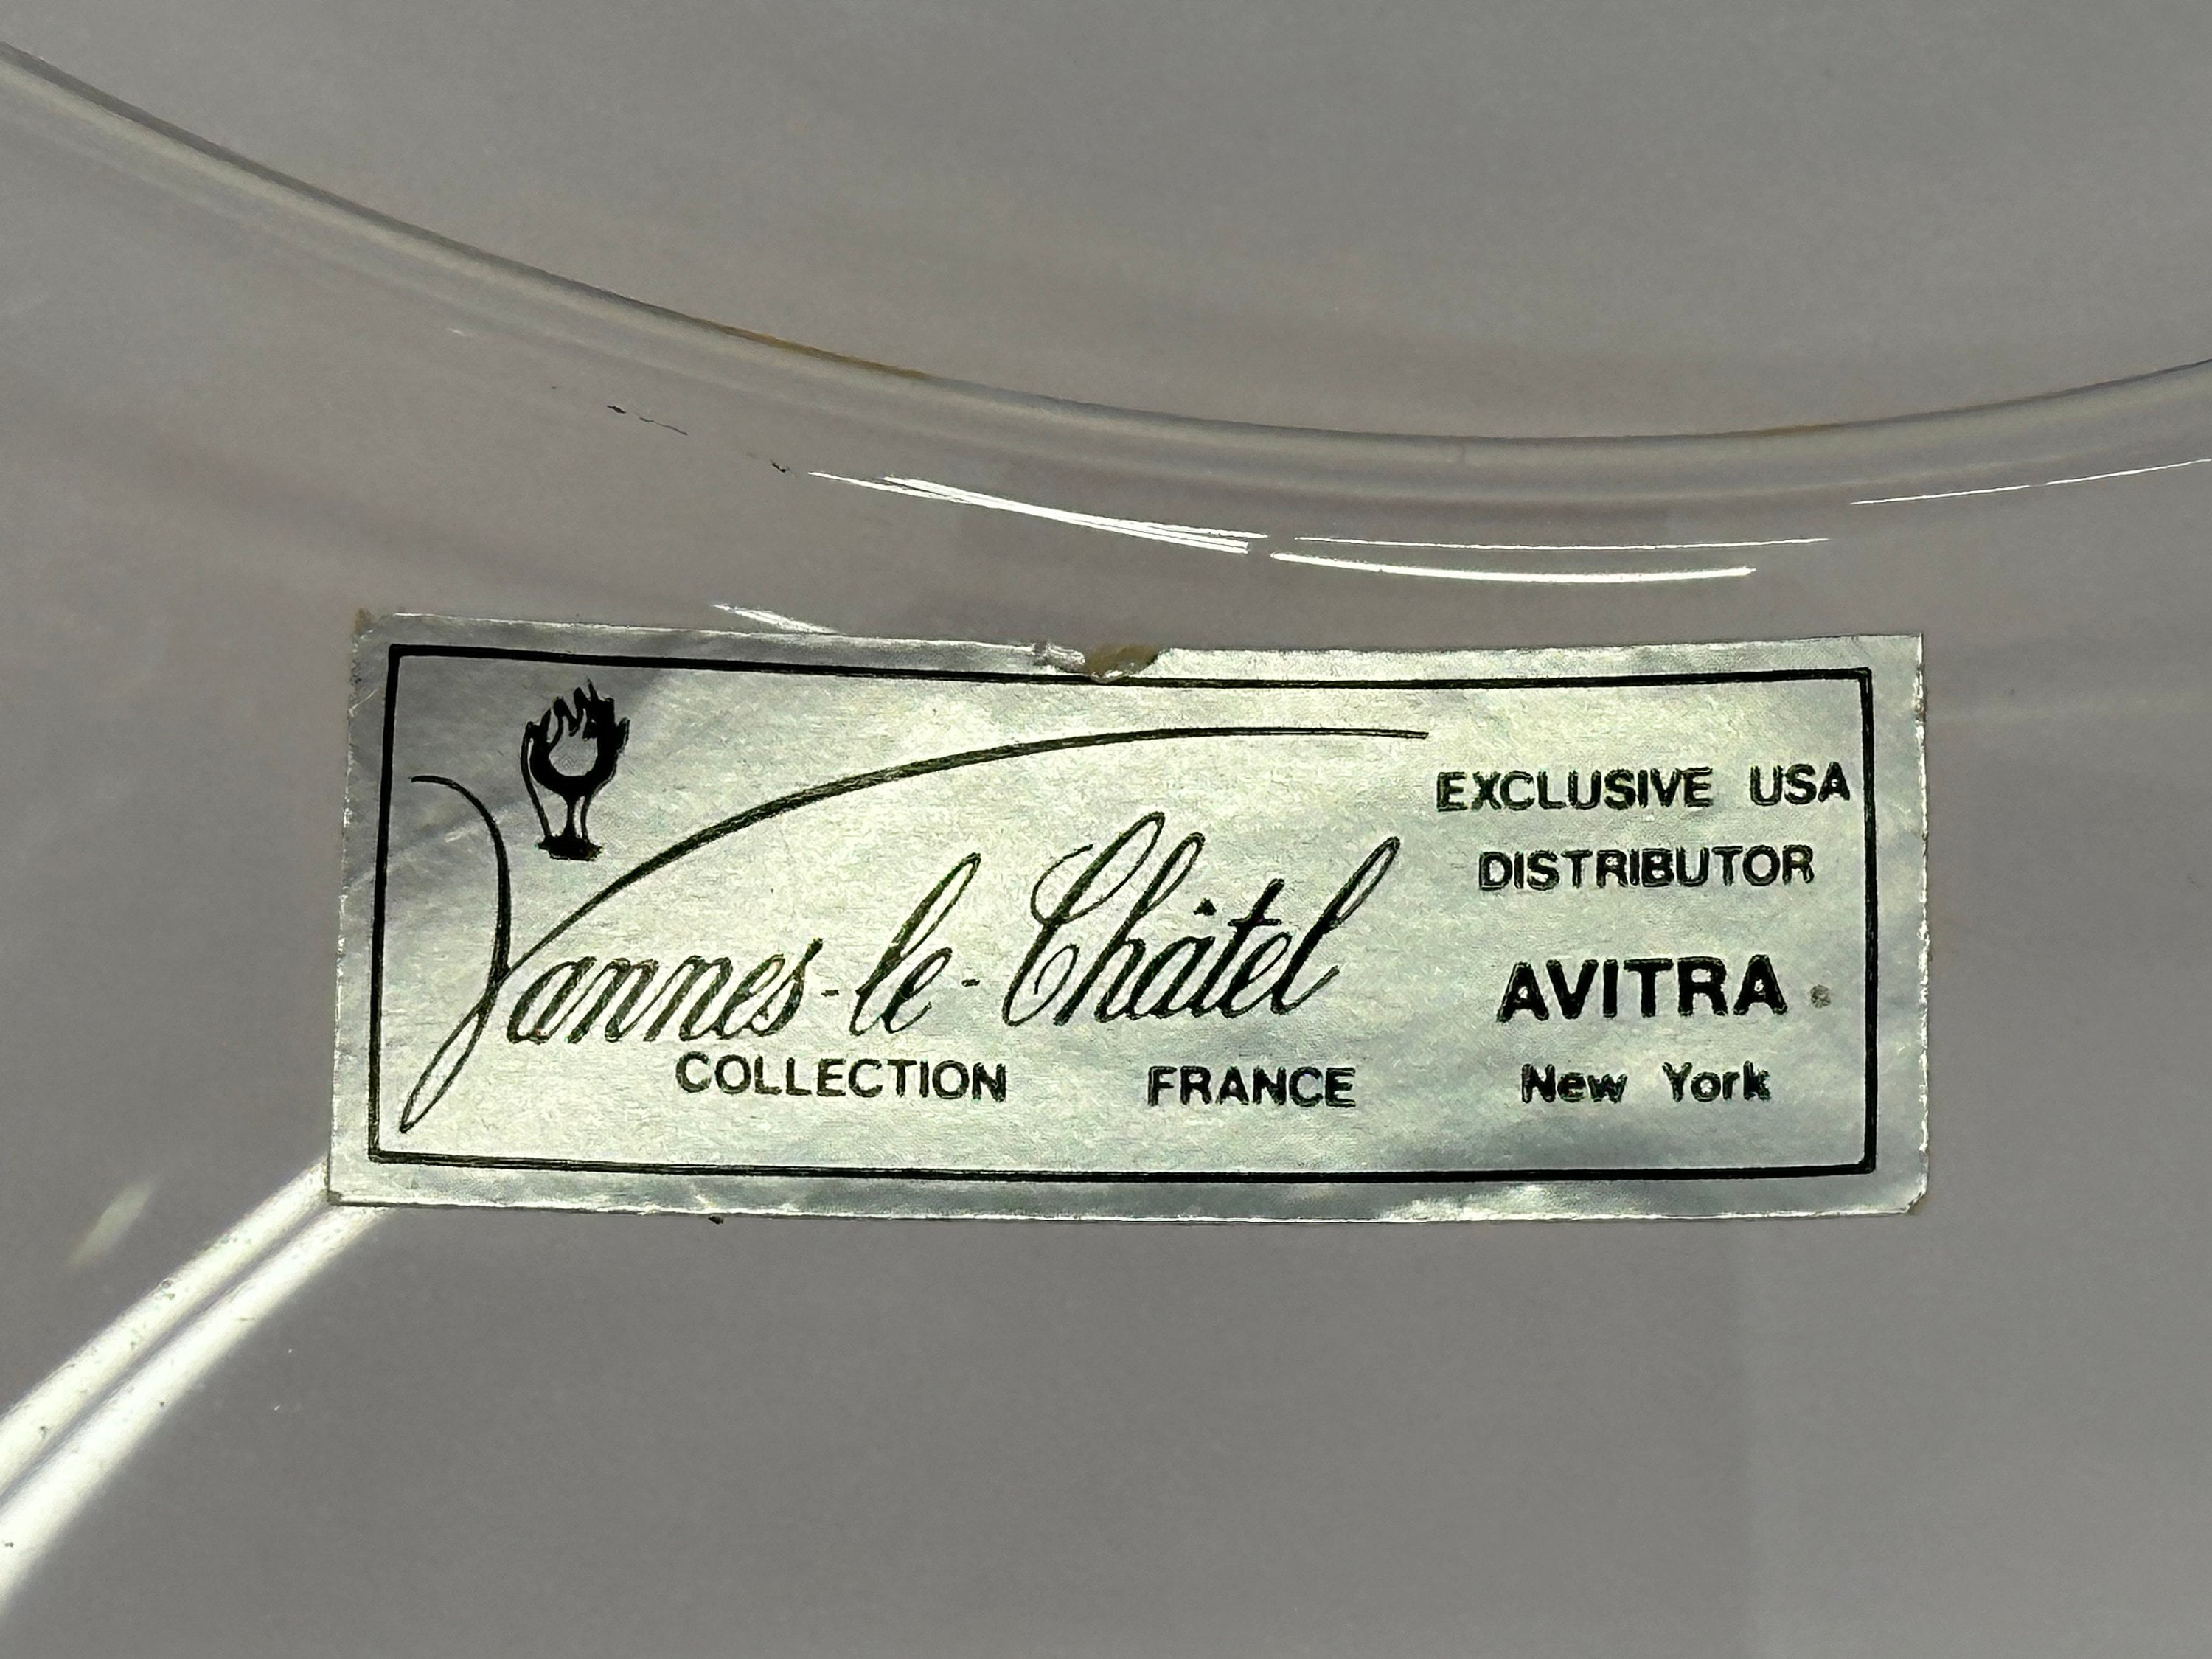 Vannes-le-Châtel
COLLECTION FRANCE
EXCLUSIVE USA
DISTRIBUTOR
AVITRA
New York